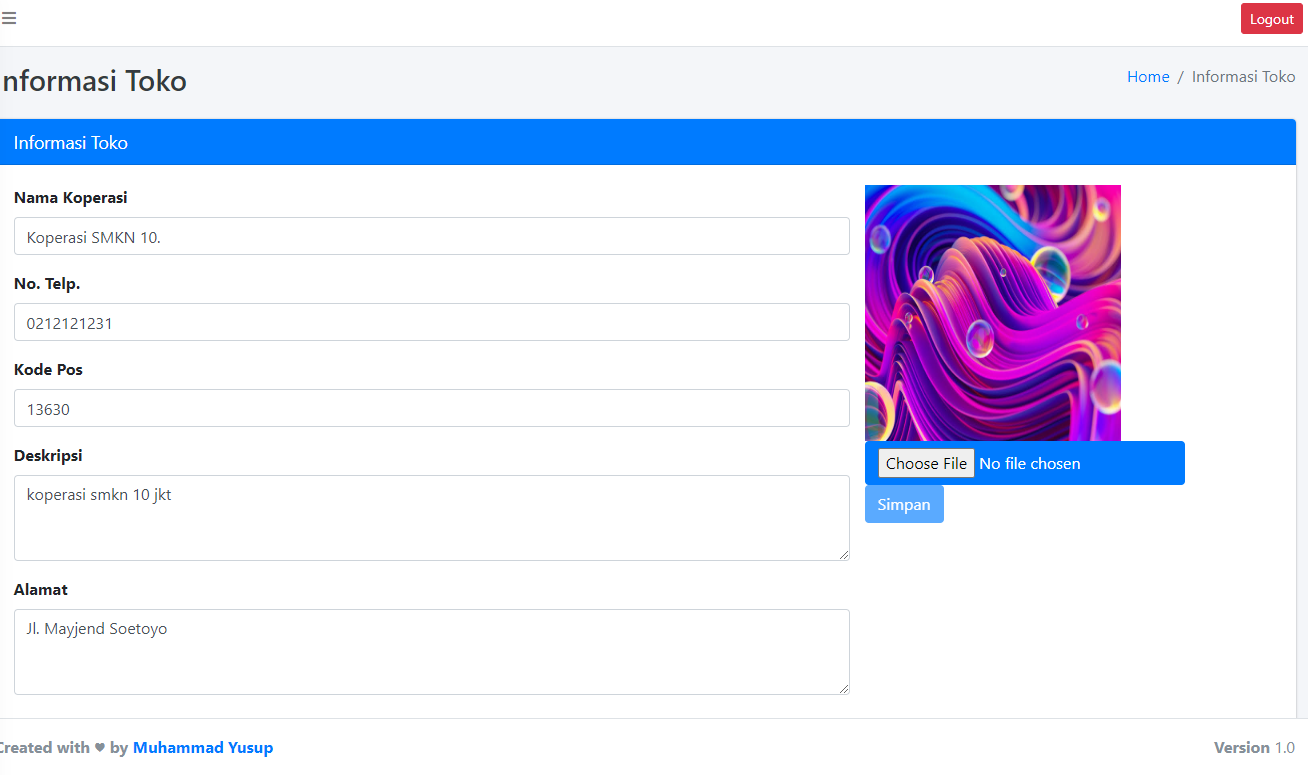 Logout
nformasi Toko
Home / Informasi Toko
Informasi Toko
Nama Koperasi
Koperasi SMKN 10.
No. Telp.
0212121231
Kode Pos
13630
Deskripsi
koperasi smkn 10 jkt
Alamat
Jl. Mayjend Soetoyo
Choose File No file chosen
Simpan
Created with ♥ by Muhammad Yusup
Version 1.0